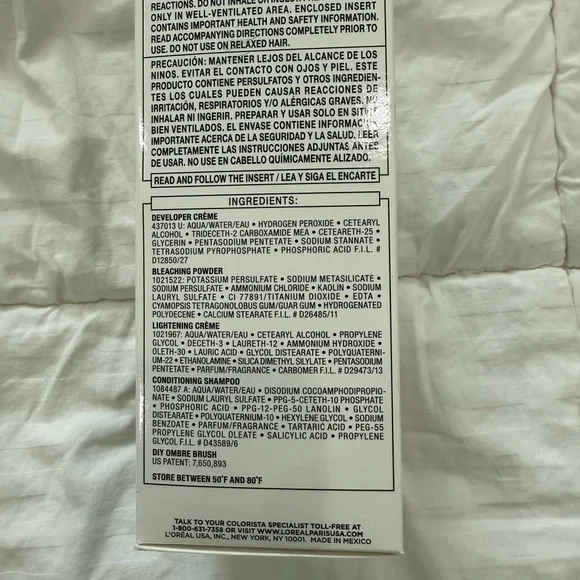 REACTIONS. DO NOT INHALE OR
ONLY IN WELL-VENTILATED AREA. ENCLOSED INSERT
CONTAINS IMPORTANT HEALTH AND SAFETY INFORMATION.
READ ACCOMPANYING DIRECTIONS COMPLETELY PRIOR TO
USE. DO NOT USE ON RELAXED HAIR.
PRECAUCIÓN: MANTENER LEJOS DEL ALCANCE DE LOS
NINOS. EVITAR EL CONTACTO CON OJOS Y PIEL. ESTE
PRODUCTO CONTIENE PERSULFATOS Y OTROS INGREDIEN-
TES LOS CUALES PUEDEN CAUSAR REACCIONES DE
IRRITACIÓN, RESPIRATORIOS Y/O ALÉRGICAS GRAVES. NO
INHALAR NI INGERIR. PREPARAR Y USAR SOLO EN SITIOS
BIEN VENTILADOS. EL ENVASE CONTIENE INFORMACIÓN
IMPORTANTE ACERCA DE LA SEGURIDAD Y LA SALUD. LEER
COMPLETAMENTE LAS INSTRUCCIONES ADJUNTAS ANTES
DE USAR. NO USE EN CABELLO QUÍMICAMENTE ALIZADO.
READ AND FOLLOW THE INSERT / LEA Y SIGA EL ENCARTE
INGREDIENTS:
DEVELOPER CRÈME
437013 U: AQUA/WATER/EAU • HYDROGEN PEROXIDE • CETEARYL
ALCOHOL • TRIDECETH-2 CARBOXAMIDE MEA • CETEARETH-25 •
GLYCERIN • PENTASODIUM PENTETATE • SODIUM STANNATE •
TETRASODIUM PYROPHOSPHATE • PHOSPHORIC ACID F.I.L. #
D12850/27
BLEACHING POWDER
1021522: POTASSIUM PERSULFATE • SODIUM METASILICATE •
SODIUM PERSULFATE • AMMONIUM CHLORIDE • KAOLIN • SODIUM
LAURYL SULFATE • CI 77891/TITANIUM DIOXIDE • EDTA •
CYAMOPSIS TETRAGONOLOBUS GUM/GUAR GUM • HYDROGENATED
POLYDECENE • CALCIUM STEARATE F.I.L. # D26485/11
LIGHTENING CRÈME
1021967: AQUA/WATER/EAU • CETEARYL ALCOHOL • PROPYLENE
GLYCOL • DECETH-3 • LAURETH-12 • AMMONIUM HYDROXIDE •
OLETH-30 • LAURIC ACID • GLYCOL DISTEARATE • POLYQUATERNI-
UM-22 • ETHANOLAMINE • SILICA DIMETHYL SILYLATE • PENTASODIUM
PENTETATE • PARFUM/FRAGRANCE • CARBOMER F.I.L. # D29473/13
CONDITIONING SHAMPOO
1084487 A: AQUA/WATER/EAU • DISODIUM COCOAMPHODIPROPIO-
NATE • SODIUM LAURYL SULFATE • PPG-5-CETETH-10 PHOSPHATE
• PHOSPHORIC ACID • PPG-12-PEG-50 LANOLIN • GLYCOL
DISTEARATE • POLYQUATERNIUM-10 • HEXYLENE GLYCOL • SODIUM
BENZOATE • PARFUM/FRAGRANCE • TARTARIC ACID • PEG-55
PROPYLENE GLYCOL OLEATE • SALICYLIC ACID • PROPYLENE
GLYCOL F.I.L. # D43589/6
DIY OMBRE BRUSH
US PATENT: 7,650,893
STORE BETWEEN 50°F AND 80°F
TALK TO YOUR COLORISTA SPECIALIST TOLL-FREE AT
1-800-631-7358 OR VISIT WWW.LOREALPARISUSA.COM.
L'ORÉAL USA, INC., NEW YORK, NY 10001. MADE IN MEXICO